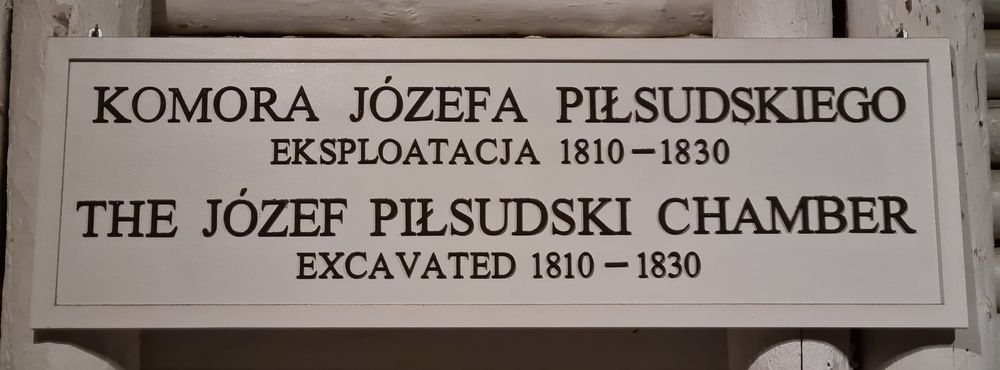 KOMORA JÓZEFA PIŁSUDSKIEGO
EKSPLOATACJA 1810 – 1830
THE JÓZEF PIŁSUDSKI CHAMBER
EXCAVATED 1810 – 1830